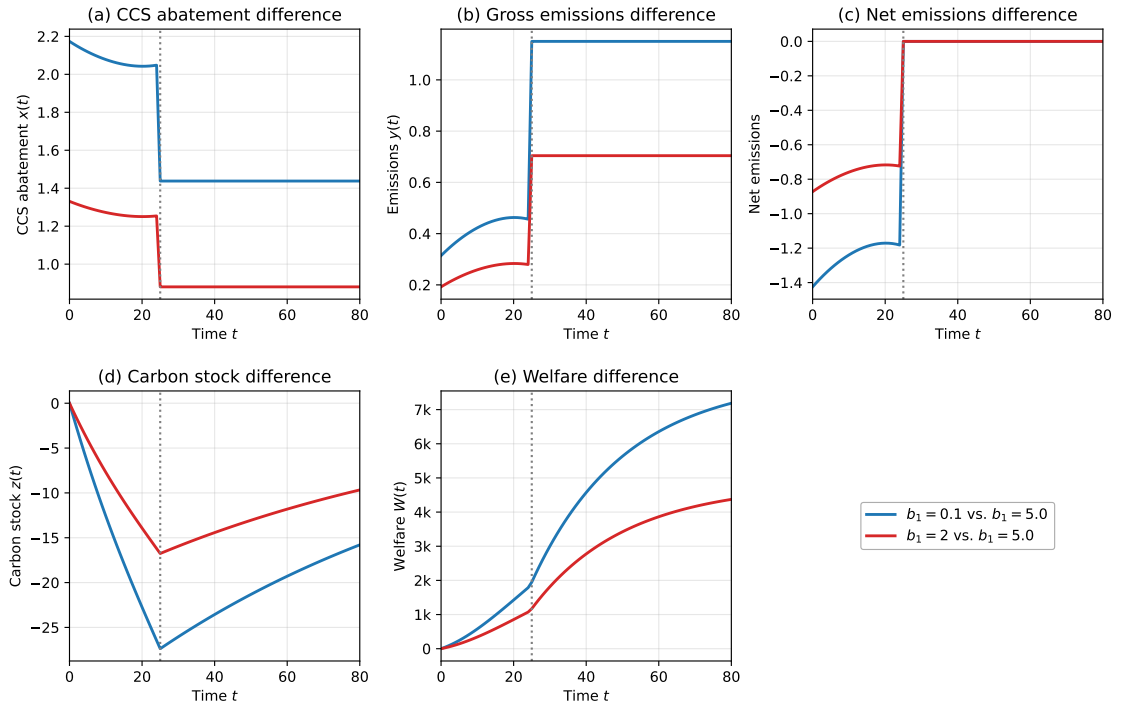 (a) CCS abatement difference
CCS abatement x(t)
2.2
2.0
1.8
1.6
1.4
1.2
1.0
0 20 40 60 80
Time t
(b) Gross emissions difference
Emissions y(t)
1.0
0.8
0.6
0.4
0.2
0 20 40 60 80
Time t
(c) Net emissions difference
Net emissions
0.0
−0.2
−0.4
−0.6
−0.8
−1.0
−1.2
−1.4
0 20 40 60 80
Time t
(d) Carbon stock difference
Carbon stock z(t)
0
−5
−10
−15
−20
−25
0 20 40 60 80
Time t
(e) Welfare difference
Welfare W(t)
7k
6k
5k
4k
3k
2k
1k
0
0 20 40 60 80
Time t
b₁ = 0.1 vs. b₁ = 5.0
b₁ = 2 vs. b₁ = 5.0